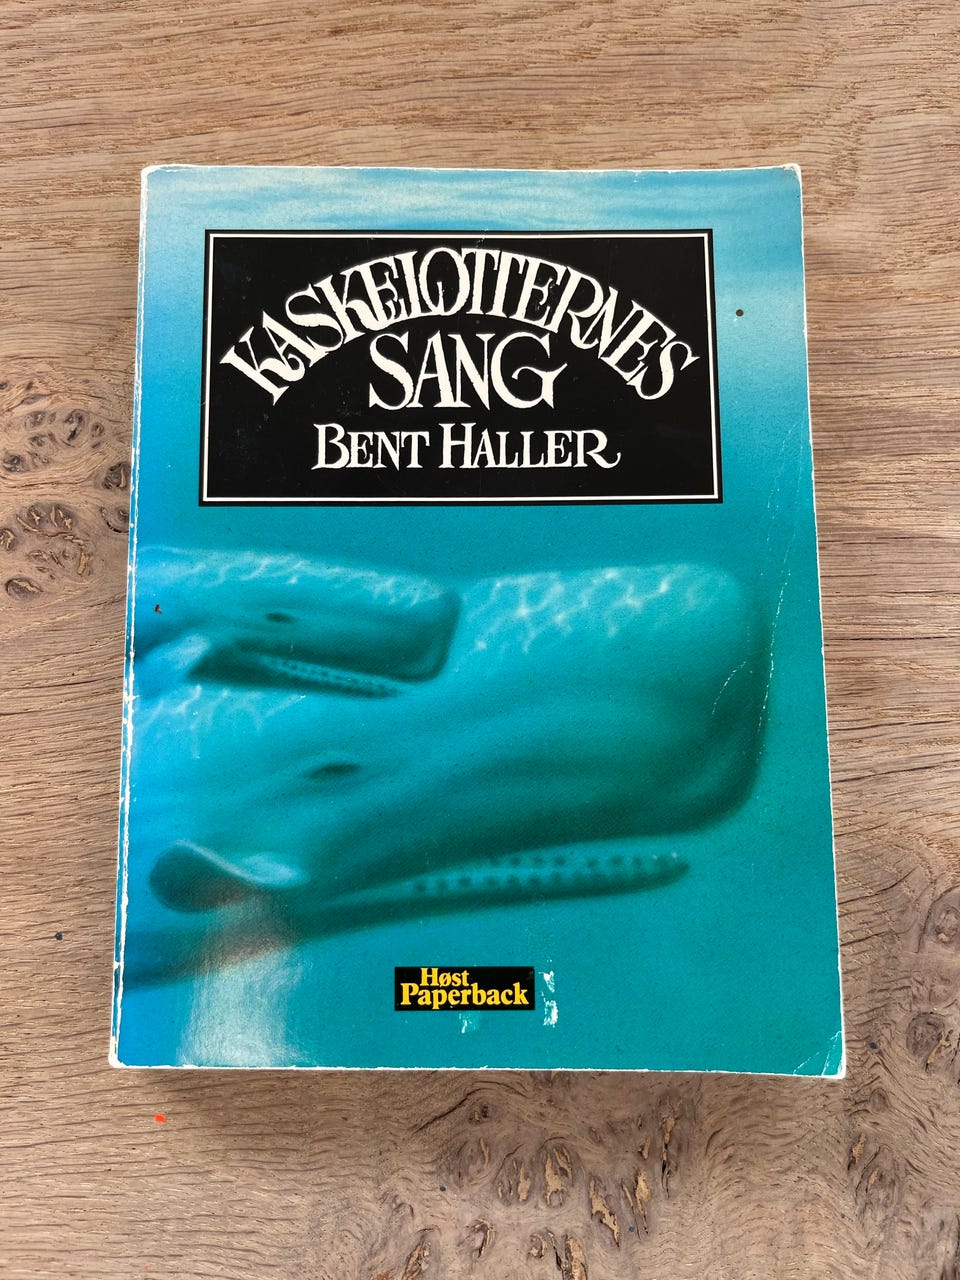 KASKELOTTERNES
SANG
BENT HALLER
Høst
Paperback